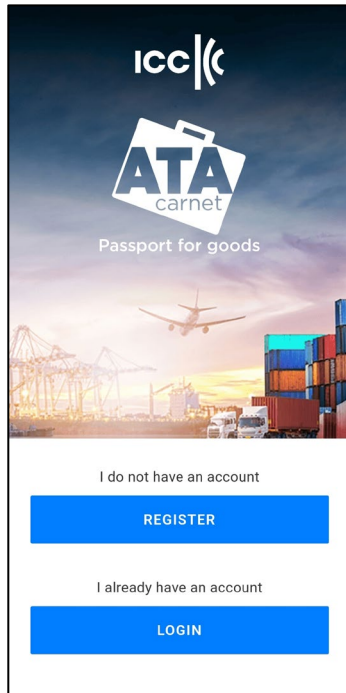 ICC
ATA
carnet
Passport for goods
I do not have an account
REGISTER
I already have an account
LOGIN